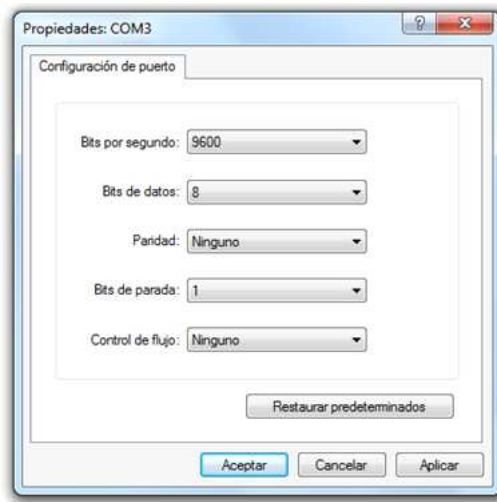 Propiedades: COM3
Configuración de puerto
Bits por segundo: 9600
Bits de datos: 8
Paridad: Ninguno
Bits de parada: 1
Control de flujo: Ninguno
Restaurar predeterminados
Aceptar Cancelar Aplicar